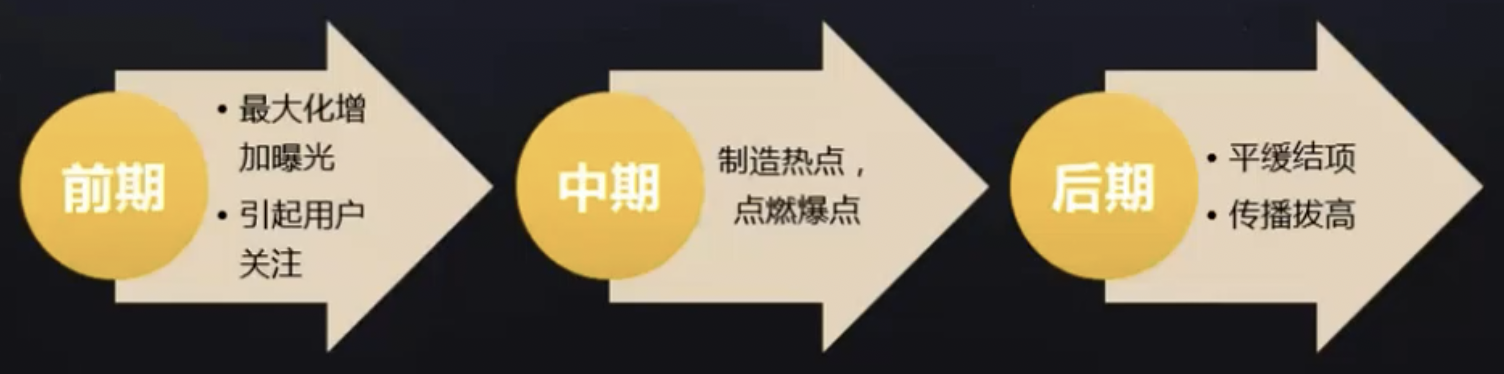 前期
• 最大化增
加曝光
• 引起用户
关注
中期
制造热点，
点燃爆点
后期
• 平缓结项
• 传播拔高